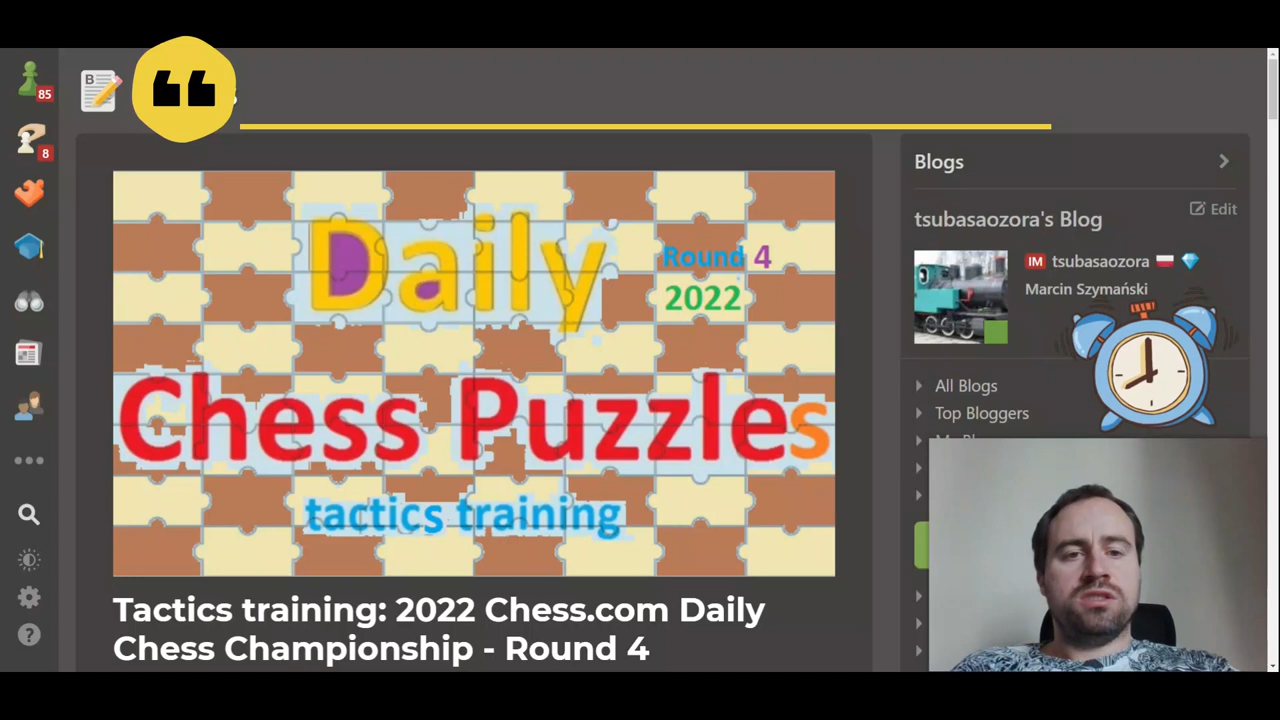 85
8
B
Daily
Round 4
2022
Chess Puzzles
tactics training
Tactics training: 2022 Chess.com Daily
Chess Championship - Round 4
Blogs
tsubasaozora's Blog
Edit
IM tsubasaozora
Marcin Szymański
All Blogs
Top Bloggers